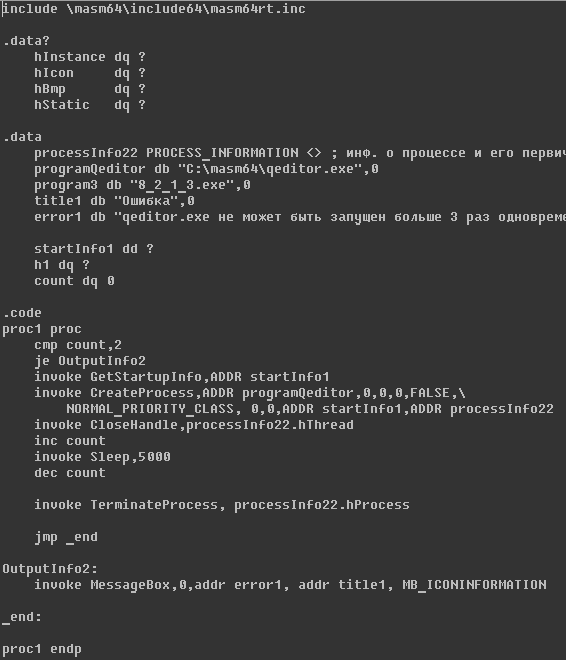 include \masm64\include64\masm64rt.inc
.data?
hInstance dq ?
hIcon dq ?
hBmp dq ?
hStatic dq ?
.data
processInfo22 PROCESS_INFORMATION <> ; инф. о процессе и его
programQeditor db "C:\masm64\qeditor.exe",0
program3 db "8_2_1_3.exe",0
title1 db "Ошибка",0
error1 db "qeditor.exe не может быть запущен больше 3 раз
startInfo1 dd ?
h1 dq ?
count dq 0
.code
proc1 proc
cmp count,2
je OutputInfo2
invoke GetStartupInfo,ADDR startInfo1
invoke CreateProcess,ADDR programQeditor,0,0,0,FALSE,\
NORMAL_PRIORITY_CLASS, 0,0,ADDR startInfo1,ADDR processInfo22
invoke CloseHandle,processInfo22.hThread
inc count
invoke Sleep,5000
dec count
invoke TerminateProcess, processInfo22.hProcess
jmp _end
OutputInfo2:
invoke MessageBox,0,addr error1, addr title1, MB_ICONINFORMATION
_end:
proc1 endp